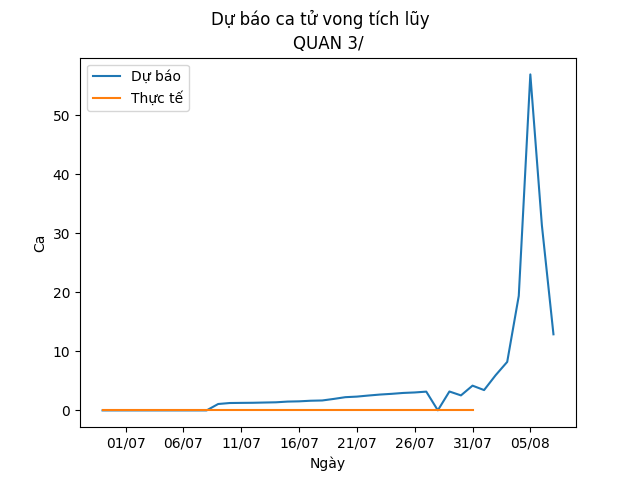 Dự báo ca tử vong tích lũy
QUAN 3/
Dự báo
Thực tế
50
40
30
20
10
0
Ca
01/07 06/07 11/07 16/07 21/07 26/07 31/07 05/08
Ngày